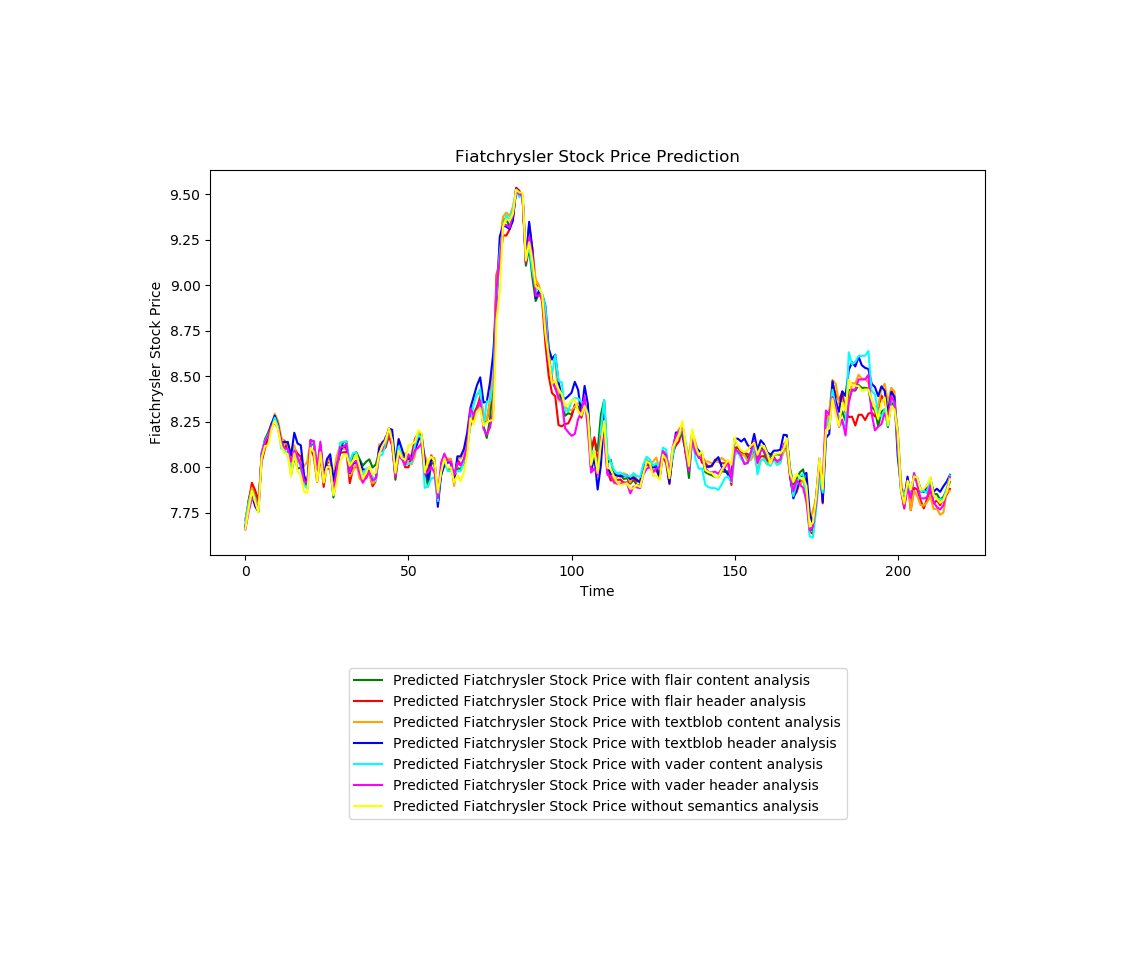 Fiatchrysler Stock Price Prediction
Fiatchrysler Stock Price
9.50
9.25
9.00
8.75
8.50
8.25
8.00
7.75
0 50 100 150 200
Time
Predicted Fiatchrysler Stock Price with flair content analysis
Predicted Fiatchrysler Stock Price with flair header analysis
Predicted Fiatchrysler Stock Price with textblob content analysis
Predicted Fiatchrysler Stock Price with textblob header analysis
Predicted Fiatchrysler Stock Price with vader content analysis
Predicted Fiatchrysler Stock Price with vader header analysis
Predicted Fiatchrysler Stock Price without semantics analysis